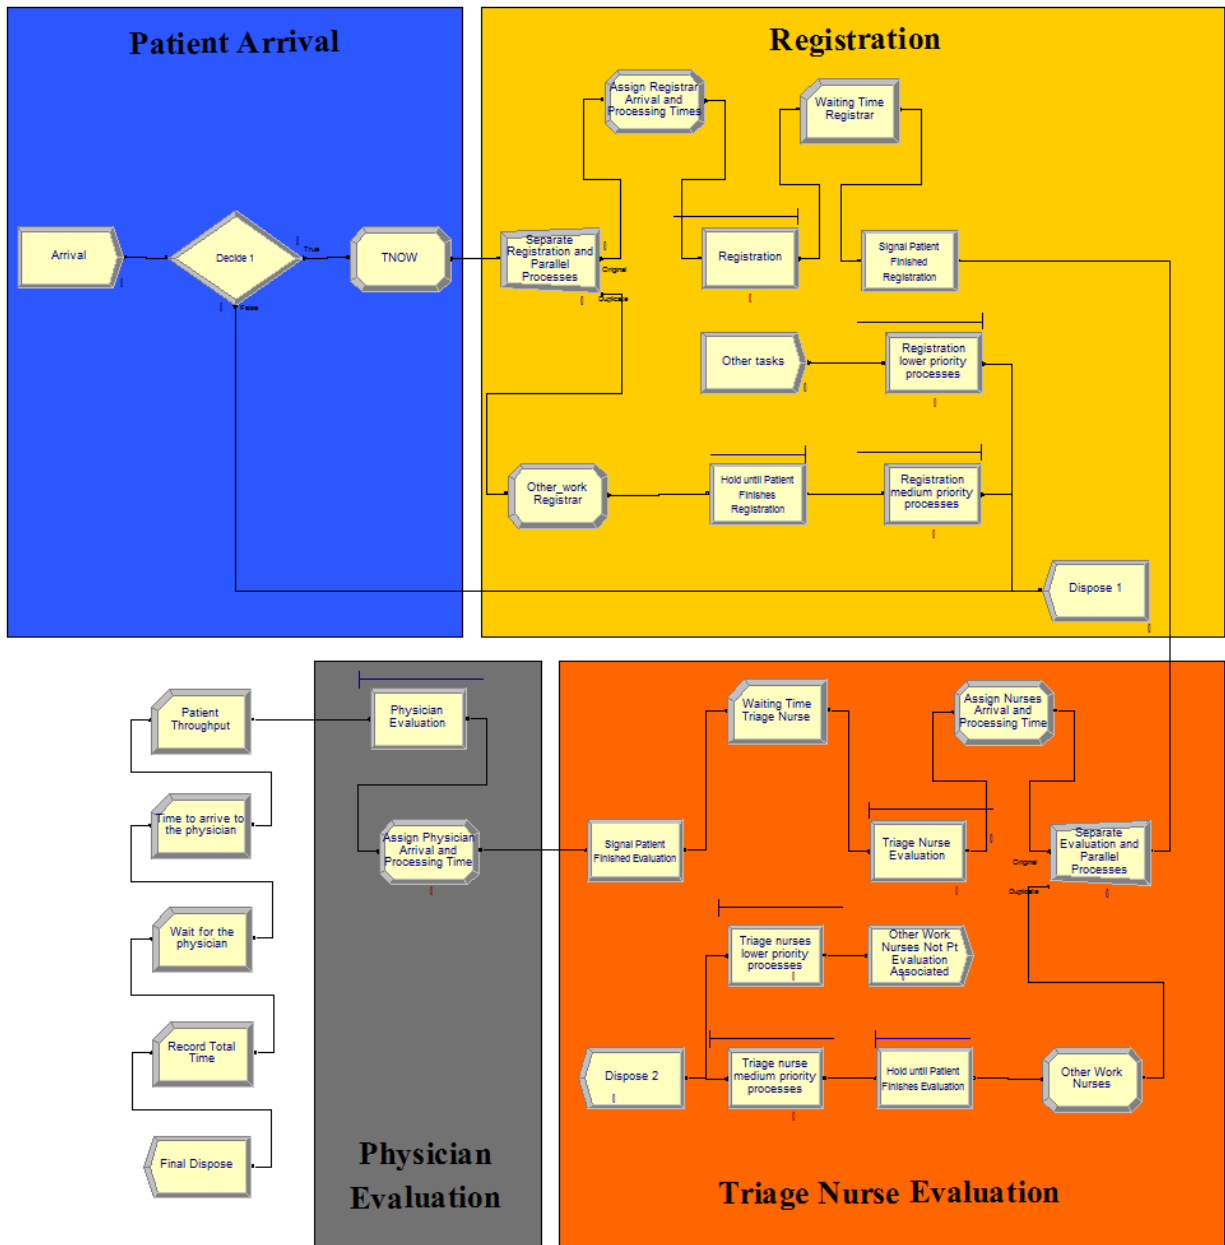 Patient Arrival
Arrival
Decide 1
True
False
TNOW
Registration
Assign Registrar
Arrival and
Processing Times
Waiting Time
Registrar
Separate
Registration and
Parallel
Processes
Original
Duplicate
Registration
Signal Patient
Finished
Registration
Other tasks
Registration
lower priority
processes
Other_work
Registrar
Hold until Patient
Finishes
Registration
Registration
medium priority
processes
Dispose 1
Patient
Throughput
Time to arrive to
the physician
Wait for the
physician
Record Total
Time
Final Dispose
Physician
Evaluation
Assign Physician
Arrival and
Processing Time
Physician
Evaluation
Waiting Time
Triage Nurse
Assign Nurses
Arrival and
Processing Time
Signal Patient
Finished Evaluation
Triage Nurse
Evaluation
Original
Duplicate
Separate
Evaluation and
Parallel
Processes
Triage nurses
lower priority
processes
Other Work
Nurses Not Pt
Evaluation
Associated
Dispose 2
Triage nurse
medium priority
processes
Hold until Patient
Finishes Evaluation
Other Work
Nurses
Triage Nurse Evaluation